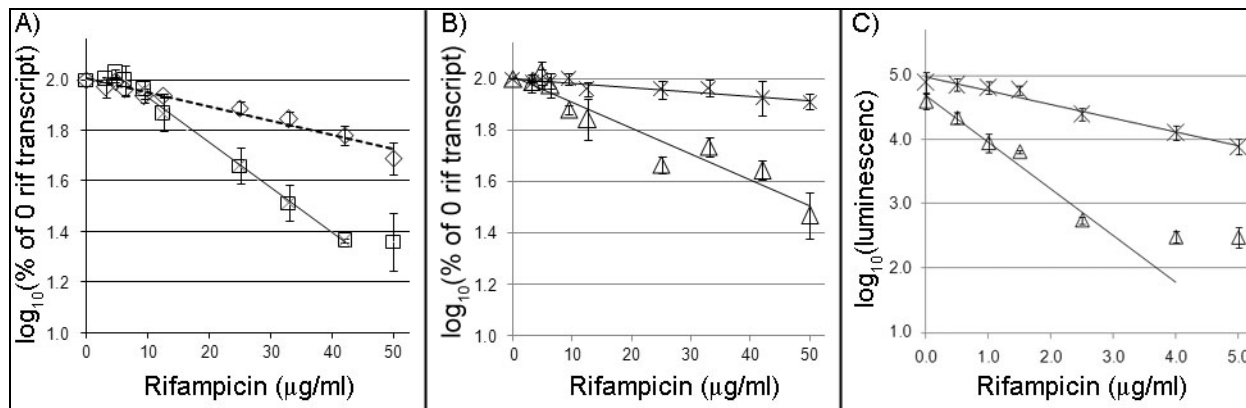 A)
log10(% of 0 rif transcript)
2.0
1.8
1.6
1.4
1.2
1.0
0 10 20 30 40 50
Rifampicin (μg/ml)
B)
log10(% of 0 rif transcript)
2.0
1.8
1.6
1.4
1.2
1.0
0 10 20 30 40 50
Rifampicin (μg/ml)
C)
log10(luminescenc)
5.0
4.0
3.0
2.0
1.0
0.0 1.0 2.0 3.0 4.0 5.0
Rifampicin (μg/ml)